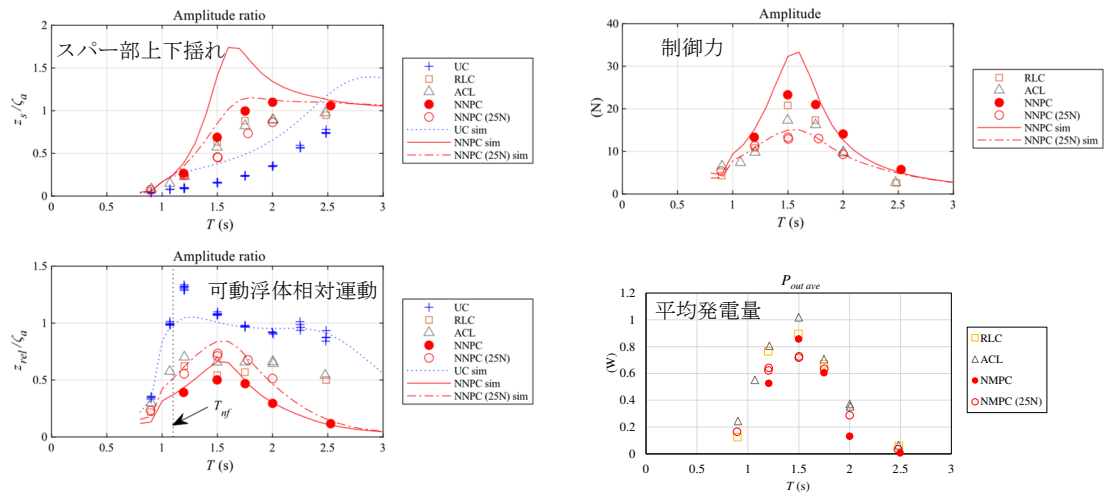 Amplitude ratio
スパー部上下揺れ
z_s/ζ_a
2
1.5
1
0.5
0
0 0.5 1 1.5 2 2.5 3
T (s)
UC
RLC
ACL
NNPC
NNPC (25N)
UC sim
NNPC sim
NNPC (25N) sim
Amplitude
制御力
(N)
40
30
20
10
0
0 0.5 1 1.5 2 2.5 3
T (s)
RLC
ACL
NNPC
NNPC (25N)
NNPC sim
NNPC (25N) sim
Amplitude ratio
可動浮体相対運動
z_rel/ζ_a
1.5
1
0.5
0
T_nf
0 0.5 1 1.5 2 2.5 3
T (s)
UC
RLC
ACL
NNPC
NNPC (25N)
UC sim
NNPC sim
NNPC (25N) sim
P_out ave
平均発電量
(W)
1.2
1
0.8
0.6
0.4
0.2
0
0 0.5 1 1.5 2 2.5 3
T (s)
RLC
ACL
NMPC
NMPC (25N)